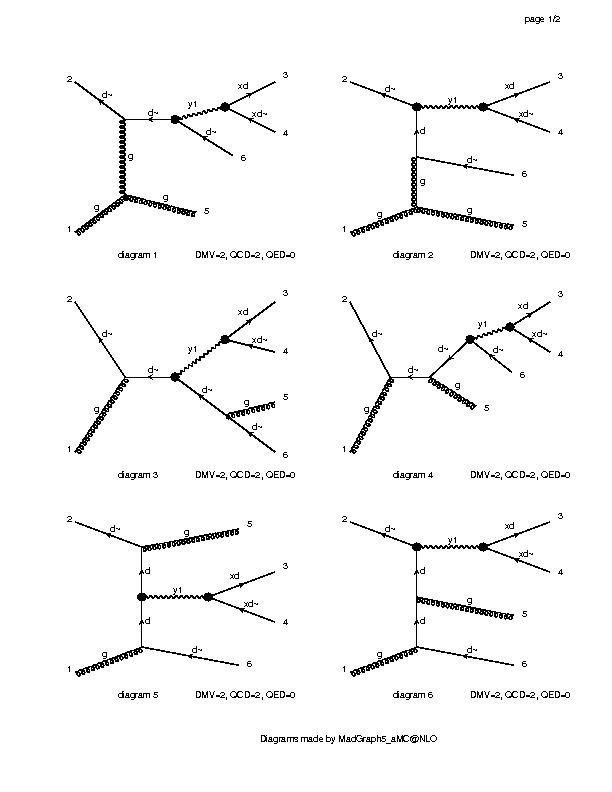 page 1/2
2 d~ d~ y1 xd 3
xd~ 4
d~ 6
g
g g 5
1
diagram 1 DMV=2, QCD=2, QED=0
2 d~ y1 xd 3
xd~ 4
d
d~ 6
g
g g 5
1
diagram 2 DMV=2, QCD=2, QED=0
2 d~ d~ y1 xd 3
xd~ 4
d~ g 5
d~ 6
g
1
diagram 3 DMV=2, QCD=2, QED=0
2 d~ d~ d~ y1 xd 3
xd~ 4
d~ 6
g 5
g
1
diagram 4 DMV=2, QCD=2, QED=0
2 d~ g 5
d
y1 xd 3
xd~ 4
d
g d~ 6
1
diagram 5 DMV=2, QCD=2, QED=0
2 d~ y1 xd 3
xd~ 4
d
g 5
d
g d~ 6
1
diagram 6 DMV=2, QCD=2, QED=0
Diagrams made by MadGraph5_aMC@NLO